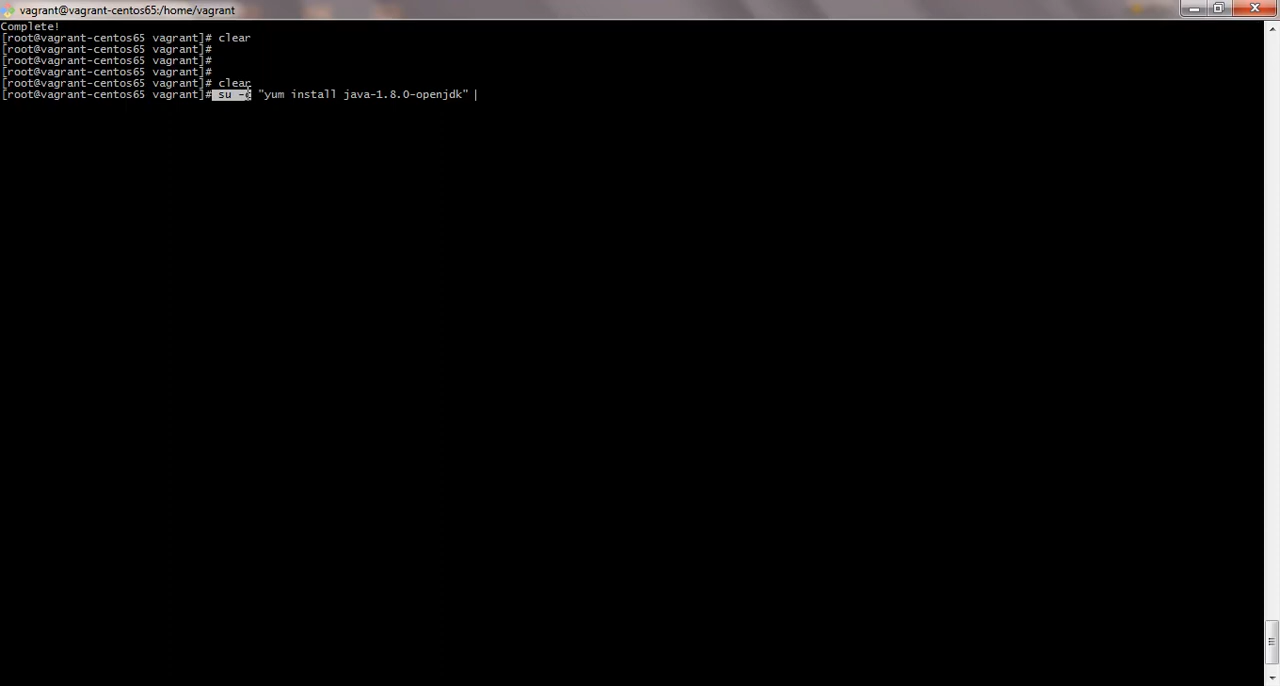 vagrant@vagrant-centos65:/home/vagrant
Complete!
[root@vagrant-centos65 vagrant]# clear
[root@vagrant-centos65 vagrant]#
[root@vagrant-centos65 vagrant]#
[root@vagrant-centos65 vagrant]#
[root@vagrant-centos65 vagrant]# clear
[root@vagrant-centos65 vagrant]# su -c "yum install java-1.8.0-openjdk"